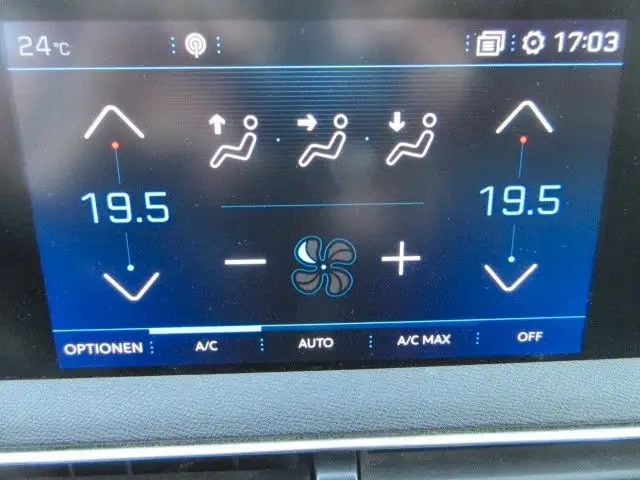 24°C 17:03
19.5 19.5
OPTIONEN A/C AUTO A/C MAX OFF